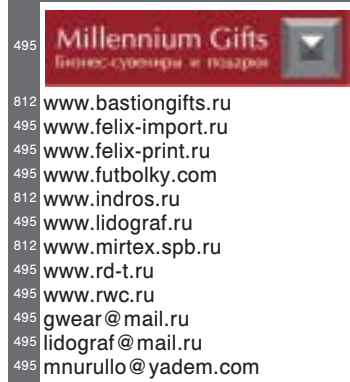 495 Millennium Gifts
Бизнес-сувениры и подарки
812 www.bastiongifts.ru
495 www.felix-import.ru
495 www.felix-print.ru
495 www.futbolky.com
812 www.indros.ru
495 www.lidograf.ru
812 www.mirtex.spb.ru
495 www.rd-t.ru
495 www.rwc.ru
495 gwear@mail.ru
495 lidograf@mail.ru
495 mnurullo@yadem.com